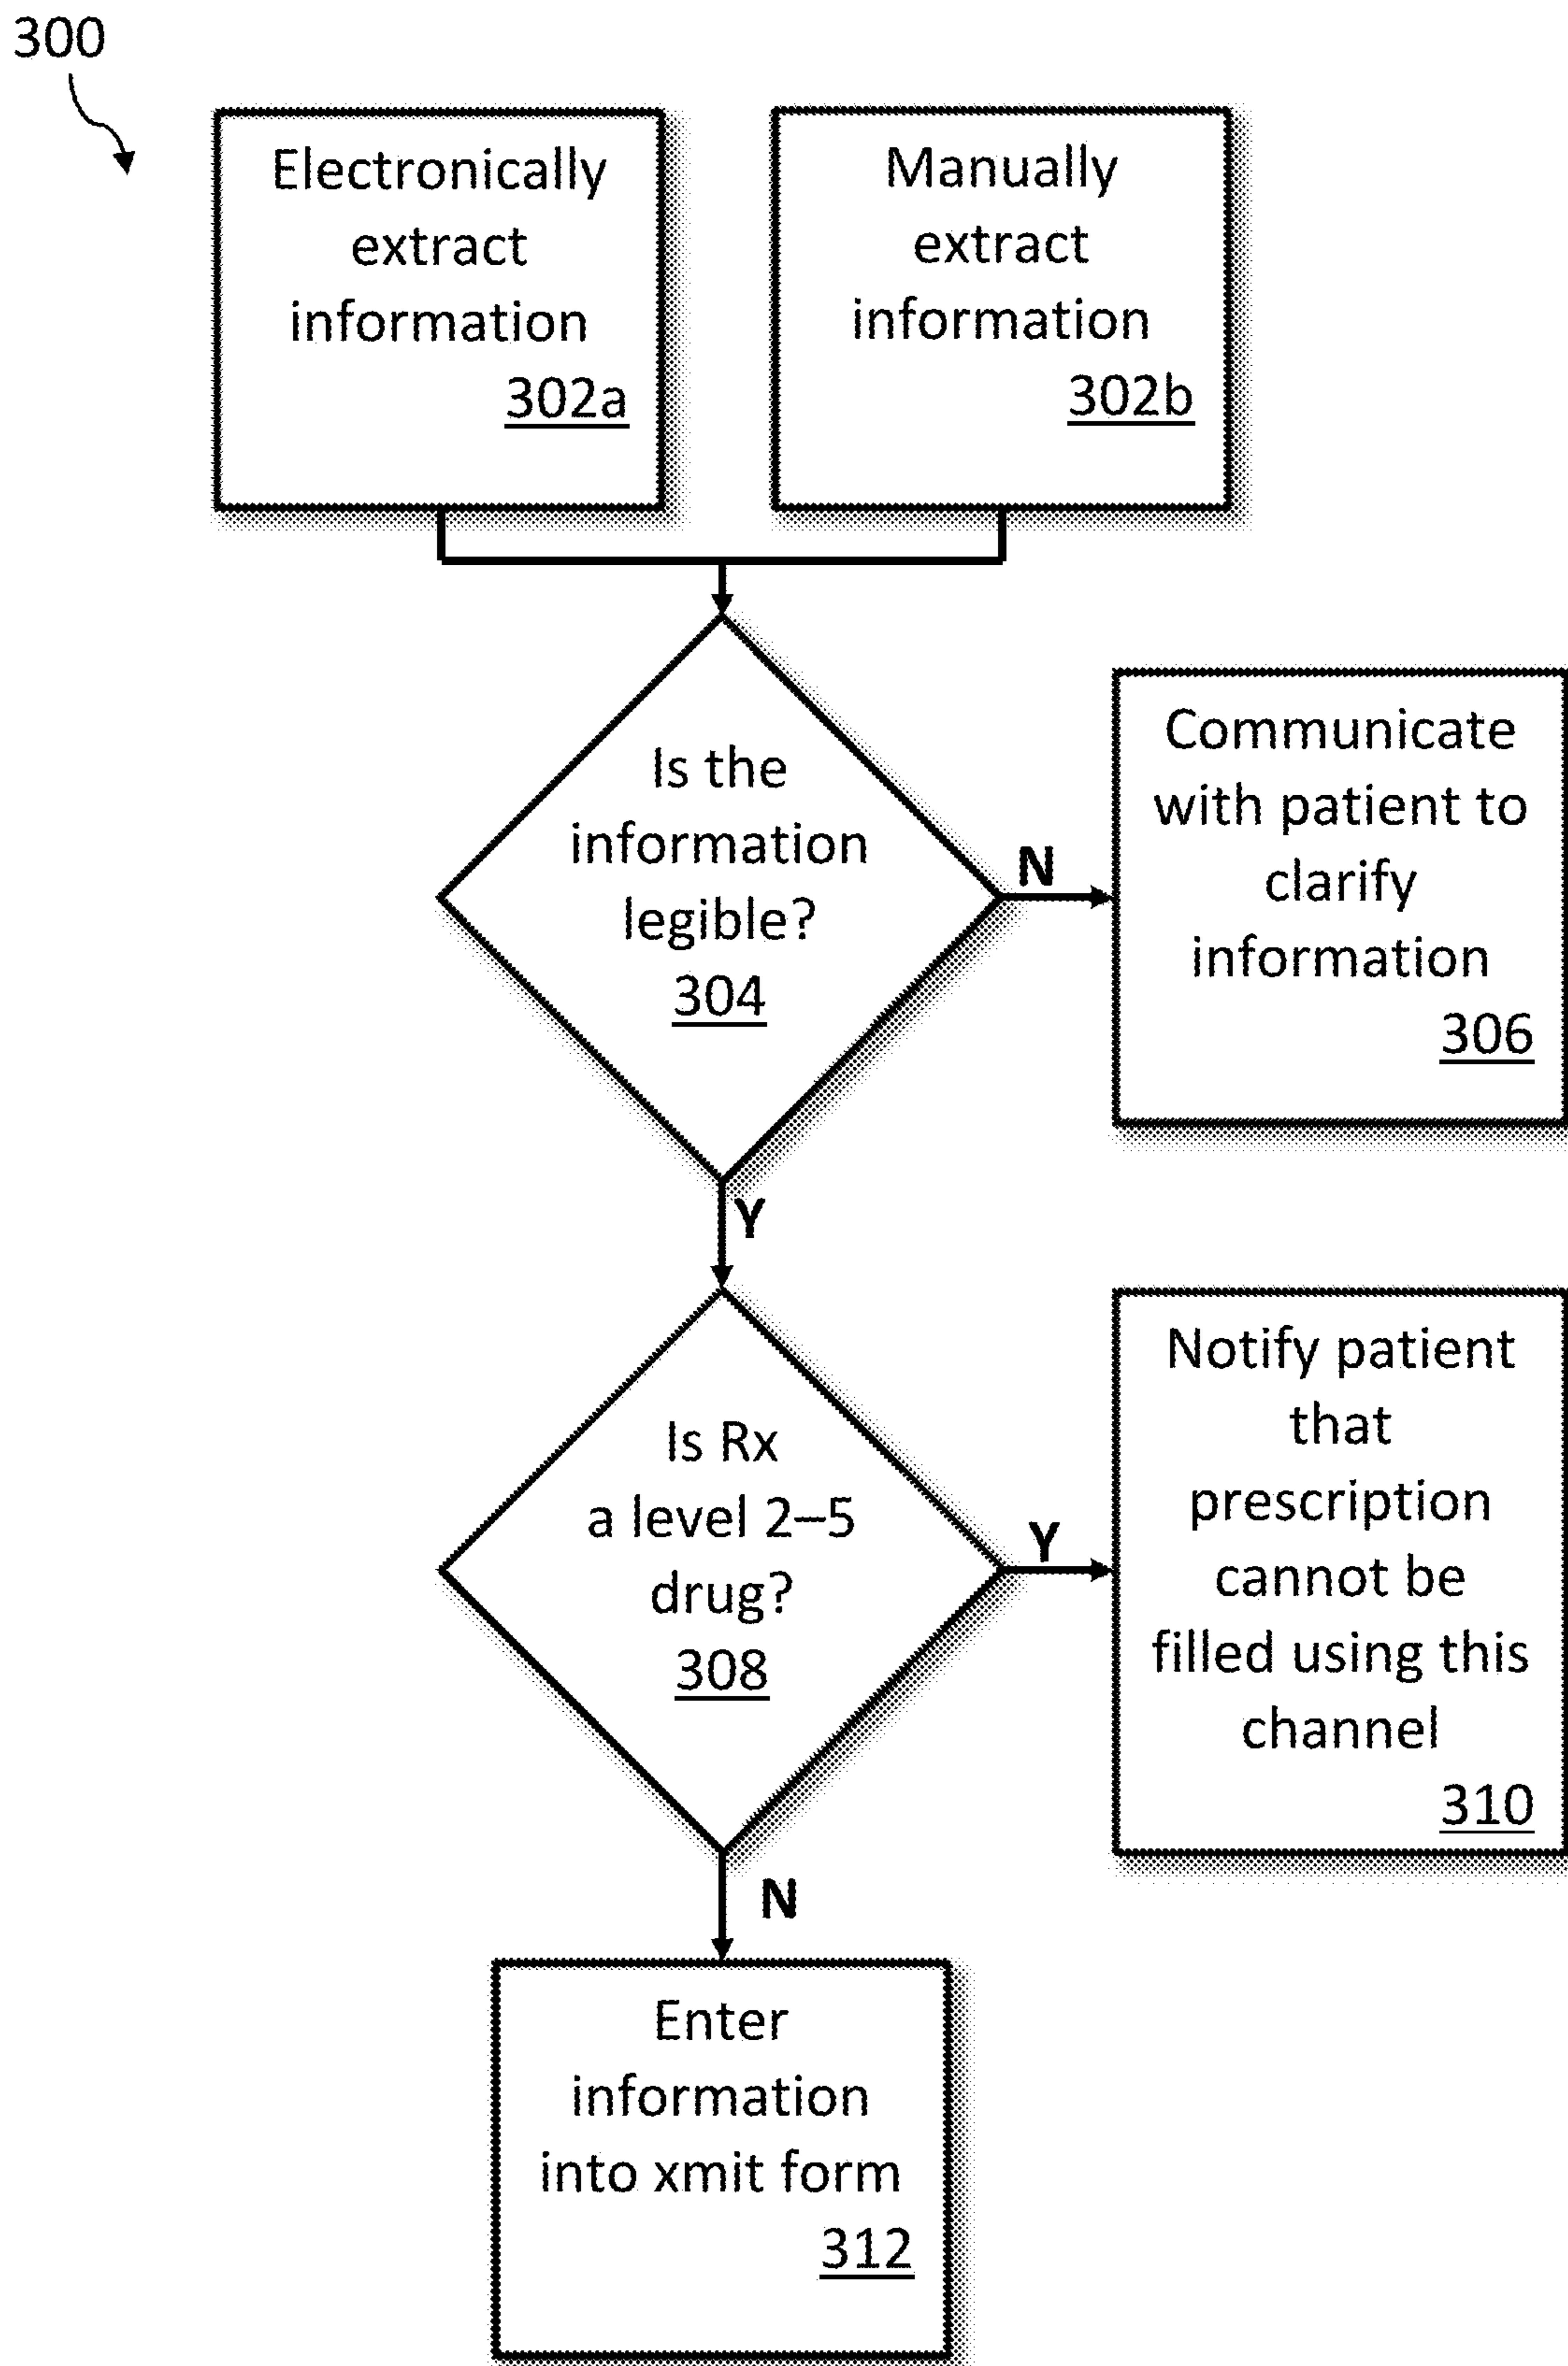 300
Electronically
extract
information
302a
Manually
extract
information
302b
Is the
information
legible?
304
N
Communicate
with patient to
clarify
information
306
Y
Is Rx
a level 2–5
drug?
308
Y
Notify patient
that
prescription
cannot be
filled using this
channel
310
N
Enter
information
into xmit form
312